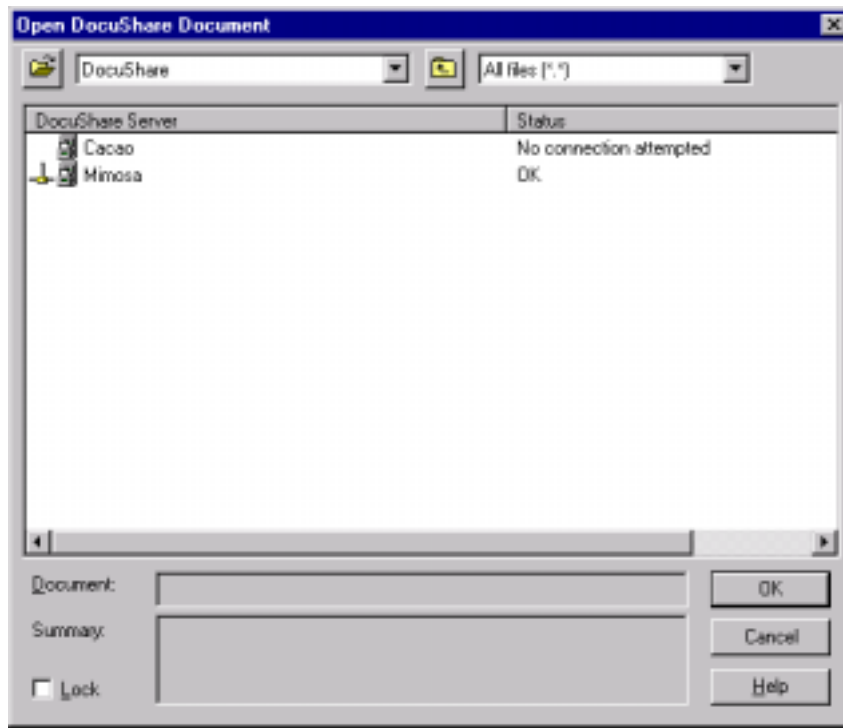 Open DocuShare Document
DocuShare All files (*.*)
DocuShare Server Status
Cacao No connection attempted
Mimosa OK
Document: OK
Summary: Cancel
Lock Help